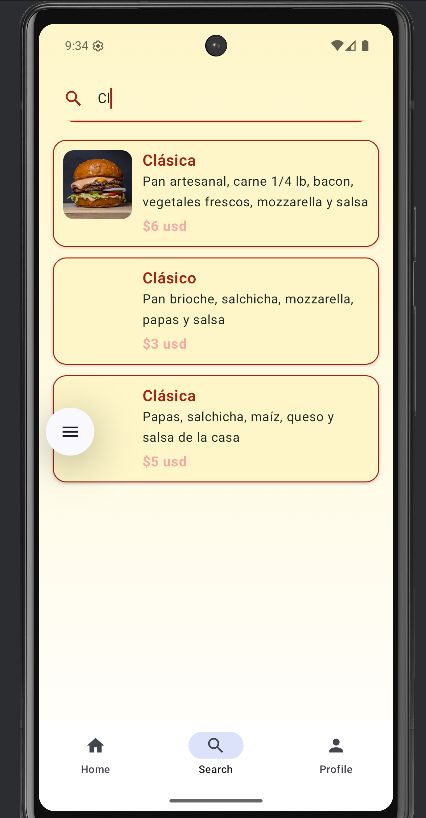 9:34
Cl
Clásica
Pan artesanal, carne 1/4 lb, bacon,
vegetales frescos, mozzarella y salsa
$6 usd
Clásico
Pan brioche, salchicha, mozzarella,
papas y salsa
$3 usd
Clásica
Papas, salchicha, maíz, queso y
salsa de la casa
$5 usd
Home
Search
Profile